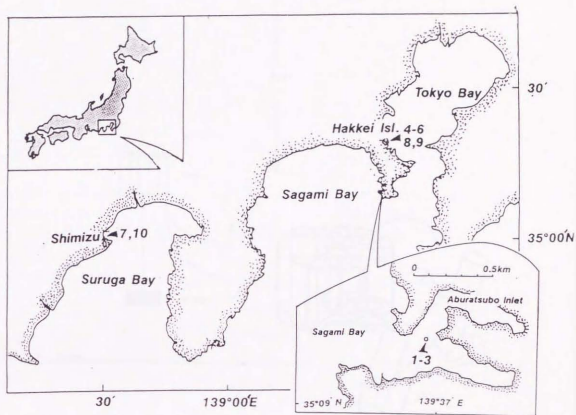 30′
Tokyo Bay
Hakkei Isl. 4-6
8,9
Sagami Bay
Shimizu 7,10
35°00′N
Suruga Bay
0 0.5km
Aburatsubo Inlet
Sagami Bay
1-3
35°09′N 139°37′E
30′ 139°00′E